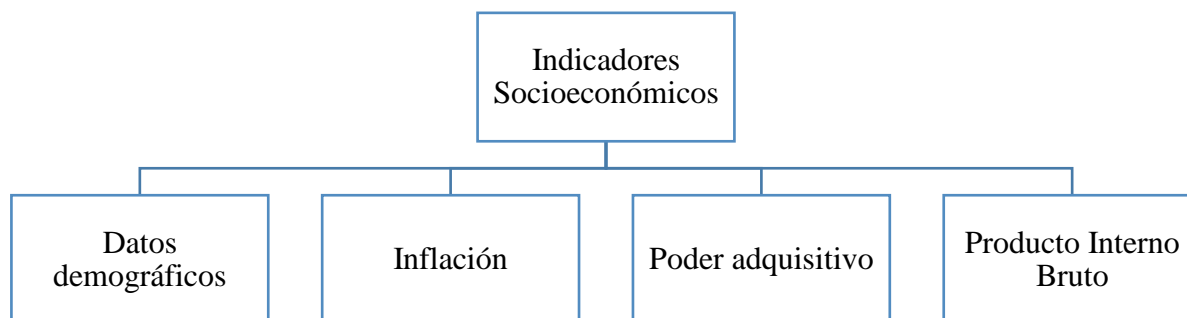 Indicadores
Socioeconómicos
Datos
demográficos
Inflación
Poder adquisitivo
Producto Interno
Bruto